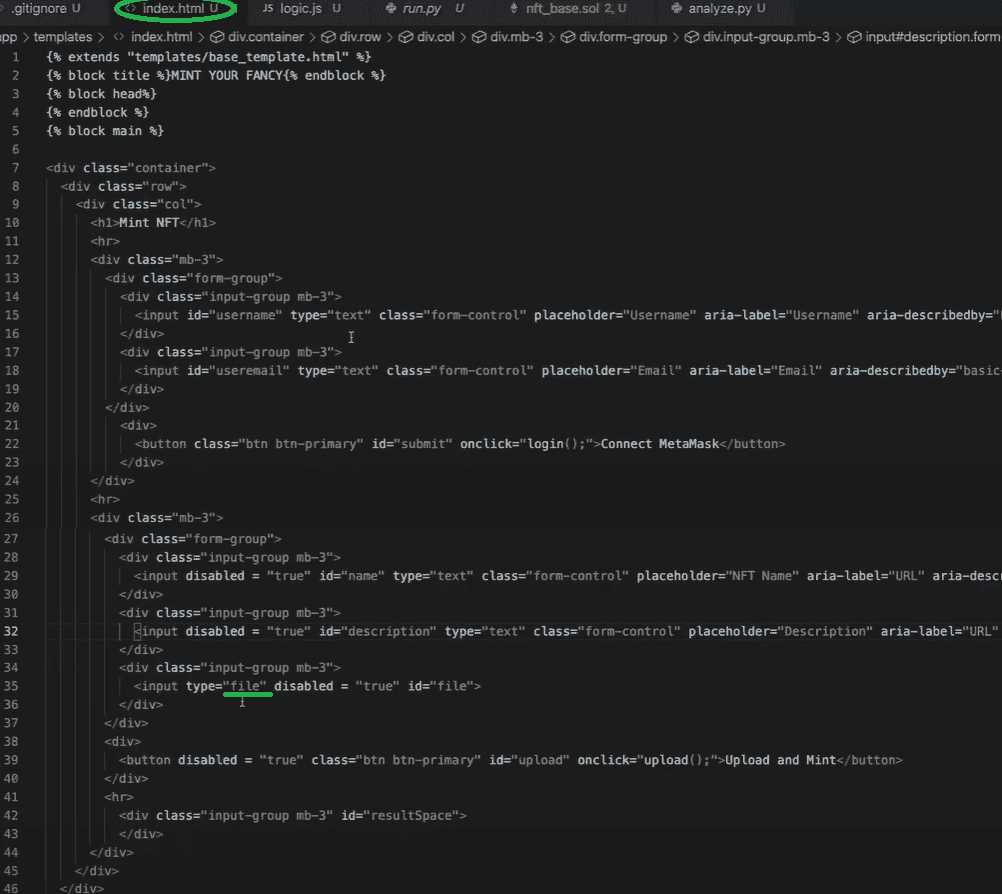 .gitignore U <> index.html U JS logic.js U run.py U nft_base.sol 2, U analyze.py U
app > templates > <> index.html > div.container > div.row > div.col > div.mb-3 > div.form-group > div.input-group.mb-3 > input#description.form
1 {% extends "templates/base_template.html" %}
2 {% block title %}MINT YOUR FANCY{% endblock %}
3 {% block head%}
4 {% endblock %}
5 {% block main %}
6
7 <div class="container">
8 <div class="row">
9 <div class="col">
10 <h1>Mint NFT</h1>
11 <hr>
12 <div class="mb-3">
13 <div class="form-group">
14 <div class="input-group mb-3">
15 <input id="username" type="text" class="form-control" placeholder="Username" aria-label="Username" aria-describedby="
16 </div>
17 <div class="input-group mb-3">
18 <input id="useremail" type="text" class="form-control" placeholder="Email" aria-label="Email" aria-describedby="basic-
19 </div>
20 </div>
21 <div>
22 <button class="btn btn-primary" id="submit" onclick="login();">Connect MetaMask</button>
23 </div>
24 </div>
25 <hr>
26 <div class="mb-3">
27 <div class="form-group">
28 <div class="input-group mb-3">
29 <input disabled = "true" id="name" type="text" class="form-control" placeholder="NFT Name" aria-label="URL" aria-desc
30 </div>
31 <div class="input-group mb-3">
32 <input disabled = "true" id="description" type="text" class="form-control" placeholder="Description" aria-label="URL"
33 </div>
34 <div class="input-group mb-3">
35 <input type="file" disabled = "true" id="file">
36 </div>
37 </div>
38 <div>
39 <button disabled = "true" class="btn btn-primary" id="upload" onclick="upload();">Upload and Mint</button>
40 </div>
41 <hr>
42 <div class="input-group mb-3" id="resultSpace">
43 </div>
44 </div>
45 </div>
46 </div>